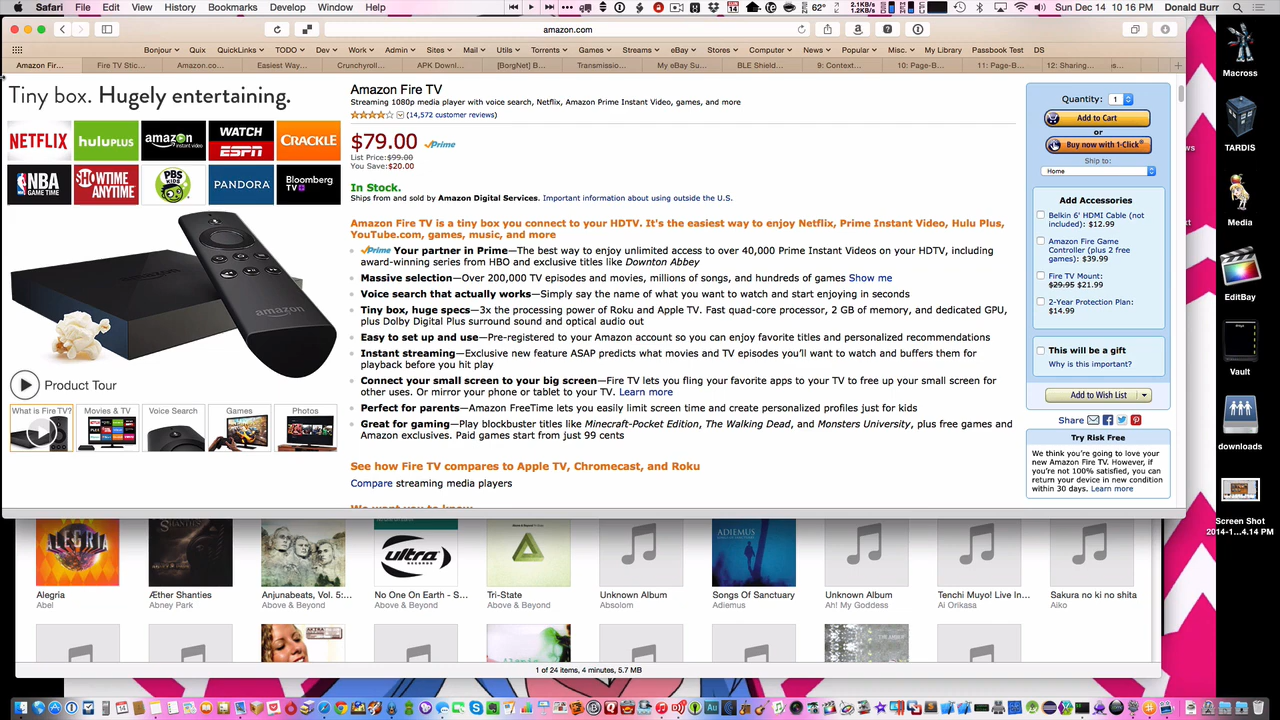 Safari File Edit View History Bookmarks Develop Window Help
62° 2.1KB/s 1.2KB/s Sun Dec 14 10:16 PM Donald Burr
amazon.com
Bonjour Quix QuickLinks TODO Dev Work Admin Sites Mail Utils Torrents Games Streams eBay Stores Computer News Popular Misc. My Library Passbook Test DS
Amazon Fir... Fire TV Stic... Amazon.co... Easiest Way... Crunchyroll... APK Downl... [BorgNet] B... Transmissio... My eBay Su... BLE Shield... 9: Context... 10: Page-B... 11: Page-B... 12: Sharing... is...
Tiny box. Hugely entertaining.
NETFLIX huluPLUS amazon instant video WATCH ESPN CRACKLE
NBA GAME TIME SHOWTIME ANYTIME PBS KIDS PANDORA Bloomberg TV
amazon
Product Tour
What is Fire TV? Movies & TV Voice Search Games Photos
Amazon Fire TV
Streaming 1080p media player with voice search, Netflix, Amazon Prime Instant Video, games, and more
(14,572 customer reviews)
$79.00 Prime
List Price: $99.00
You Save: $20.00
In Stock.
Ships from and sold by Amazon Digital Services. Important information about using outside the U.S.
Amazon Fire TV is a tiny box you connect to your HDTV. It's the easiest way to enjoy Netflix, Prime Instant Video, Hulu Plus,
YouTube.com, games, music, and more
Prime Your partner in Prime—The best way to enjoy unlimited access to over 40,000 Prime Instant Videos on your HDTV, including
award-winning series from HBO and exclusive titles like Downton Abbey
Massive selection—Over 200,000 TV episodes and movies, millions of songs, and hundreds of games Show me
Voice search that actually works—Simply say the name of what you want to watch and start enjoying in seconds
Tiny box, huge specs—3x the processing power of Roku and Apple TV. Fast quad-core processor, 2 GB of memory, and dedicated GPU,
plus Dolby Digital Plus surround sound and optical audio out
Easy to set up and use—Pre-registered to your Amazon account so you can enjoy favorite titles and personalized recommendations
Instant streaming—Exclusive new feature ASAP predicts what movies and TV episodes you'll want to watch and buffers them for
playback before you hit play
Connect your small screen to your big screen—Fire TV lets you fling your favorite apps to your TV to free up your small screen for
other uses. Or mirror your phone or tablet to your TV. Learn more
Perfect for parents—Amazon FreeTime lets you easily limit screen time and create personalized profiles just for kids
Great for gaming—Play blockbuster titles like Minecraft-Pocket Edition, The Walking Dead, and Monsters University, plus free games and
Amazon exclusives. Paid games start from just 99 cents
See how Fire TV compares to Apple TV, Chromecast, and Roku
Compare streaming media players
We want you to know
Quantity: 1
Add to Cart
or
Buy now with 1-Click®
Ship to:
Home
Add Accessories
Belkin 6' HDMI Cable (not
included): $12.99
Amazon Fire Game
Controller (plus 2 free
games): $39.99
Fire TV Mount:
$29.95 $21.99
2-Year Protection Plan:
$14.99
This will be a gift
Why is this important?
Add to Wish List
Share
Try Risk Free
We think you're going to love your
new Amazon Fire TV. However, if
you're not 100% satisfied, you can
return your device in new condition
within 30 days. Learn more
Macross
TARDIS
Media
EditBay
Vault
downloads
Screen Shot
2014-1...4.14 PM
ALEGRIA SHANTIES ultra RECORDS ADIEMUS
Alegria Æther Shanties Anjunabeats, Vol. 5:... No One On Earth - S... Tri-State Unknown Album Songs Of Sanctuary Unknown Album Tenchi Muyo! Live In... Sakura no ki no shita
Abel Abney Park Above & Beyond Above & Beyond Above & Beyond Absolom Adiemus Ah! My Goddess Ai Orikasa Aiko
1 of 24 items, 4 minutes, 5.7 MB